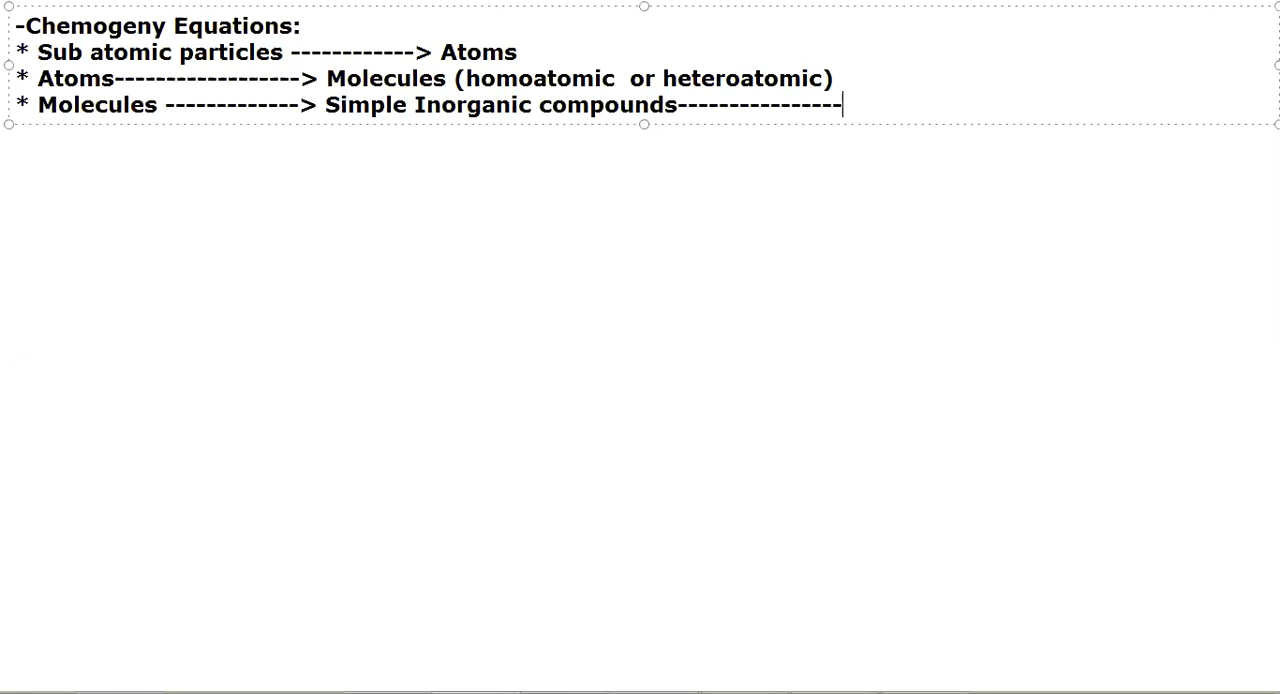 -Chemogeny Equations:
* Sub atomic particles ------------> Atoms
* Atoms------------------> Molecules (homoatomic  or heteroatomic)
* Molecules -------------> Simple Inorganic compounds----------------